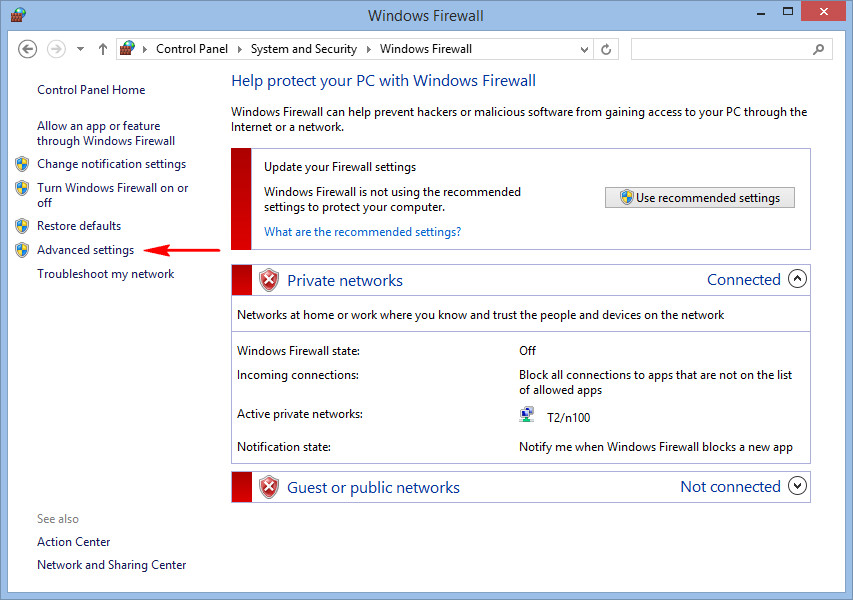 Windows Firewall
Control Panel
System and Security
Windows Firewall
Control Panel Home
Allow an app or feature
through Windows Firewall
Change notification settings
Turn Windows Firewall on or
off
Restore defaults
Advanced settings
Troubleshoot my network
See also
Action Center
Network and Sharing Center
Help protect your PC with Windows Firewall
Windows Firewall can help prevent hackers or malicious software from gaining access to your PC through the
Internet or a network.
Update your Firewall settings
Windows Firewall is not using the recommended
settings to protect your computer.
Use recommended settings
What are the recommended settings?
Private networks
Connected
Networks at home or work where you know and trust the people and devices on the network
Windows Firewall state:
Off
Incoming connections:
Block all connections to apps that are not on the list
of allowed apps
Active private networks:
T2/n100
Notification state:
Notify me when Windows Firewall blocks a new app
Guest or public networks
Not connected